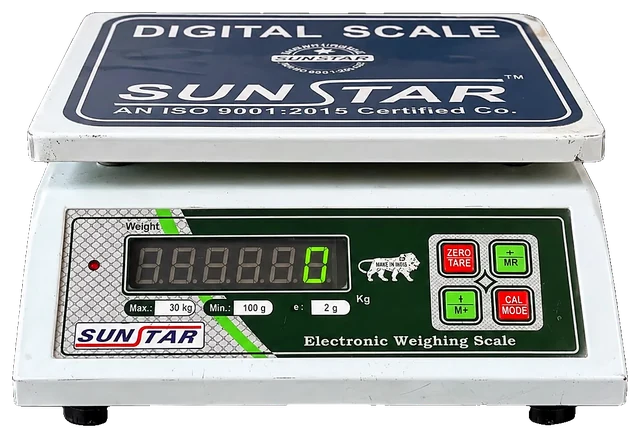 DIGITAL SCALE
SUNSTAR
SUNSTAR™
AN ISO 9001:2015 Certified Co.
Weight
0
MAKE IN INDIA
Kg
Max.: 30 kg Min.: 100 g e: 2 g
SUNSTAR
Electronic Weighing Scale
ZERO
TARE
+
MR
+
M+
CAL
MODE